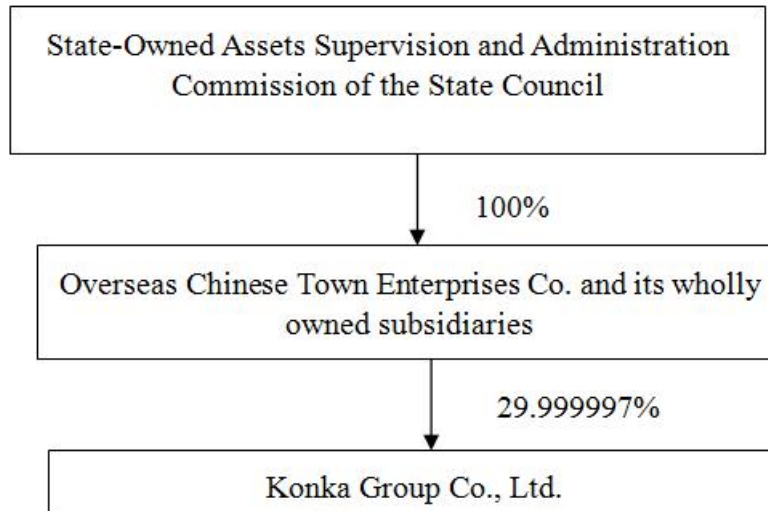 State-Owned Assets Supervision and Administration
Commission of the State Council
100%
Overseas Chinese Town Enterprises Co. and its wholly
owned subsidiaries
29.999997%
Konka Group Co., Ltd.